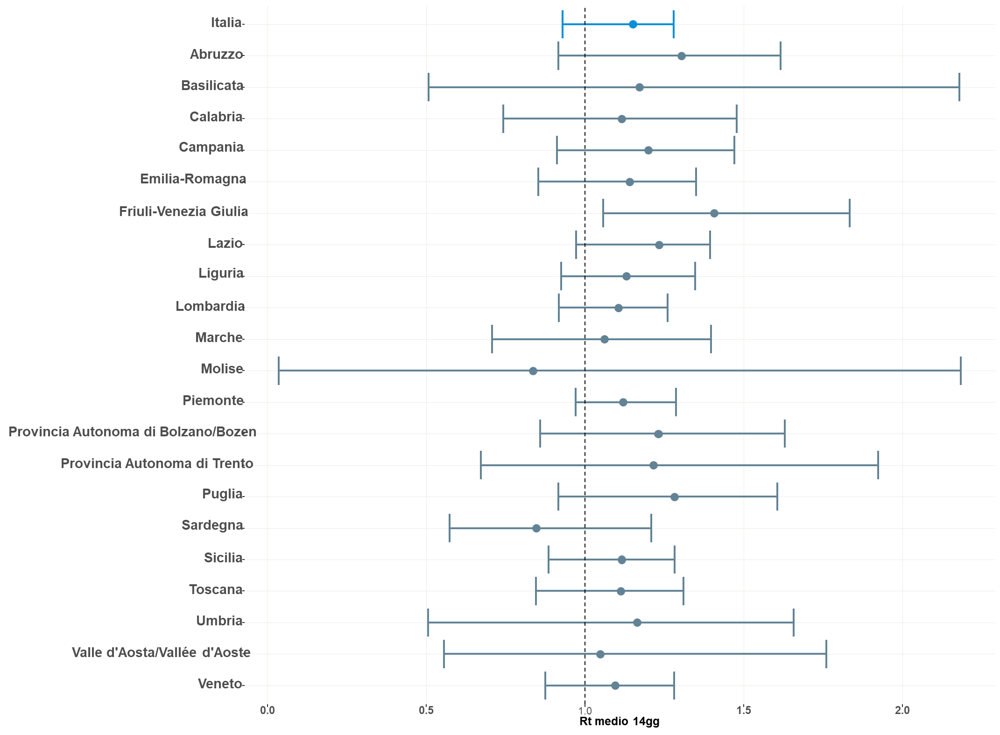 Italia
Abruzzo
Basilicata
Calabria
Campania
Emilia-Romagna
Friuli-Venezia Giulia
Lazio
Liguria
Lombardia
Marche
Molise
Piemonte
Provincia Autonoma di Bolzano/Bozen
Provincia Autonoma di Trento
Puglia
Sardegna
Sicilia
Toscana
Umbria
Valle d'Aosta/Vallée d'Aoste
Veneto
0.0 0.5 1.0 1.5 2.0
Rt medio 14gg